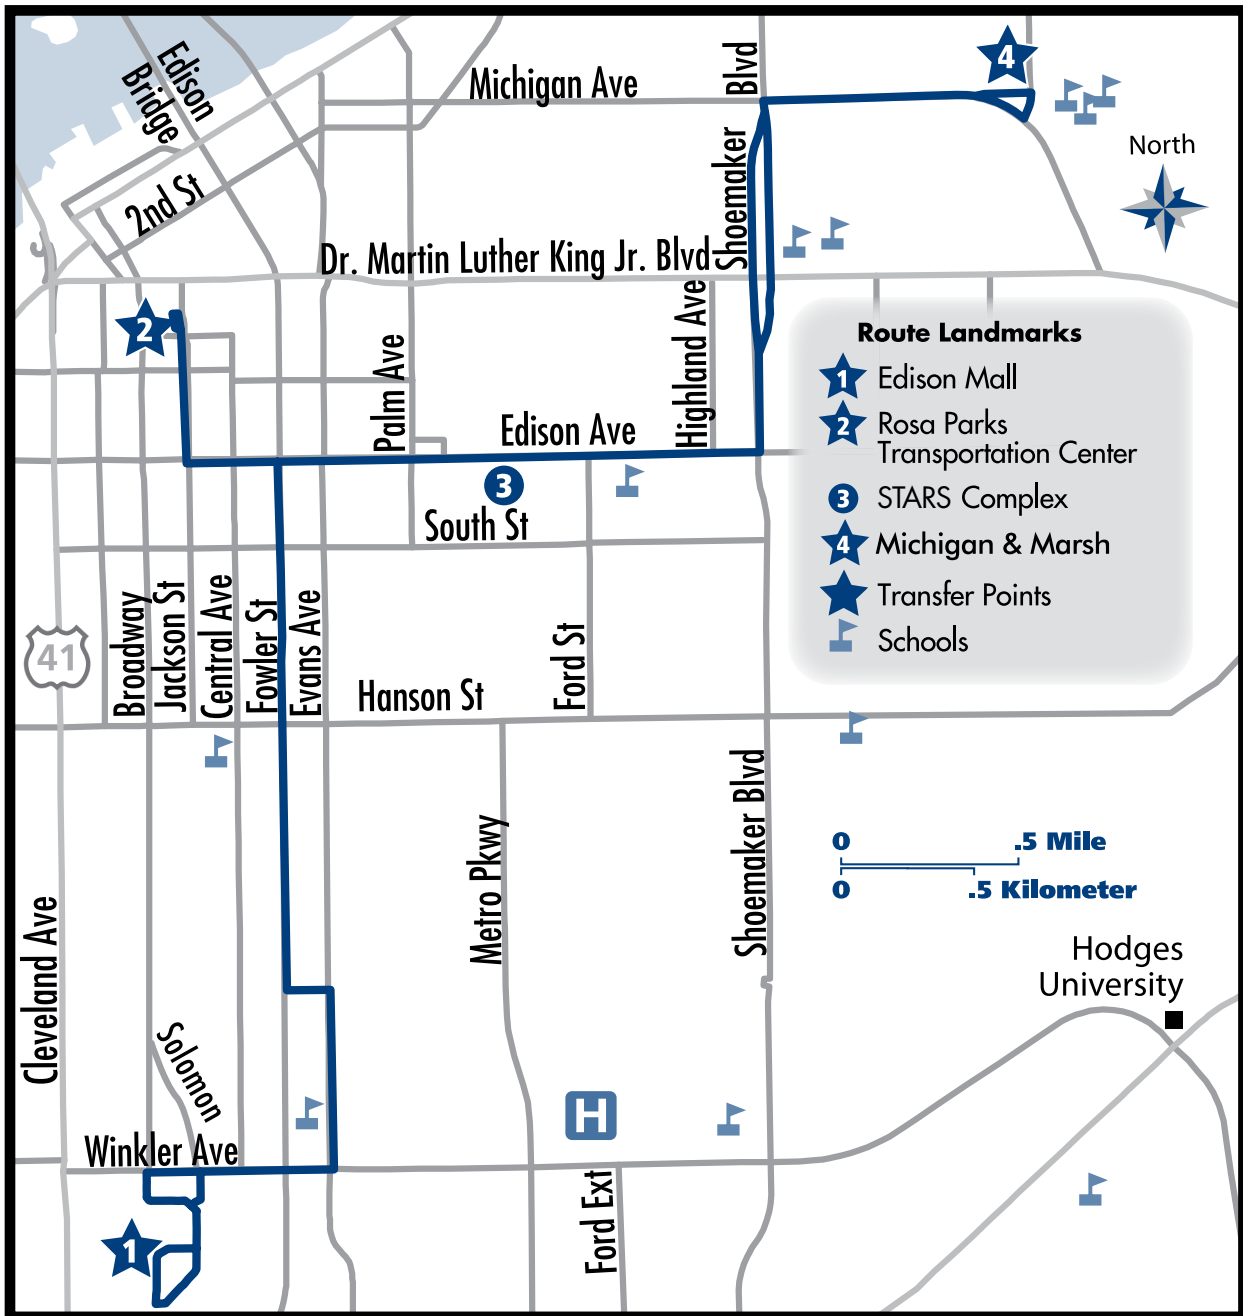 Edison
Bridge
Michigan Ave
Blvd
Shoemaker
4
North
2nd St
Dr. Martin Luther King Jr. Blvd
2
Palm Ave
Highland Ave
Edison Ave
3
South St
Route Landmarks
1 Edison Mall
2 Rosa Parks
Transportation Center
3 STARS Complex
4 Michigan & Marsh
Transfer Points
Schools
41
Broadway
Jackson St
Central Ave
Fowler St
Evans Ave
Hanson St
Ford St
Metro Pkwy
Shoemaker Blvd
0 .5 Mile
0 .5 Kilometer
Hodges
University
Cleveland Ave
Solomon
Winkler Ave
H
Ford Ext
1